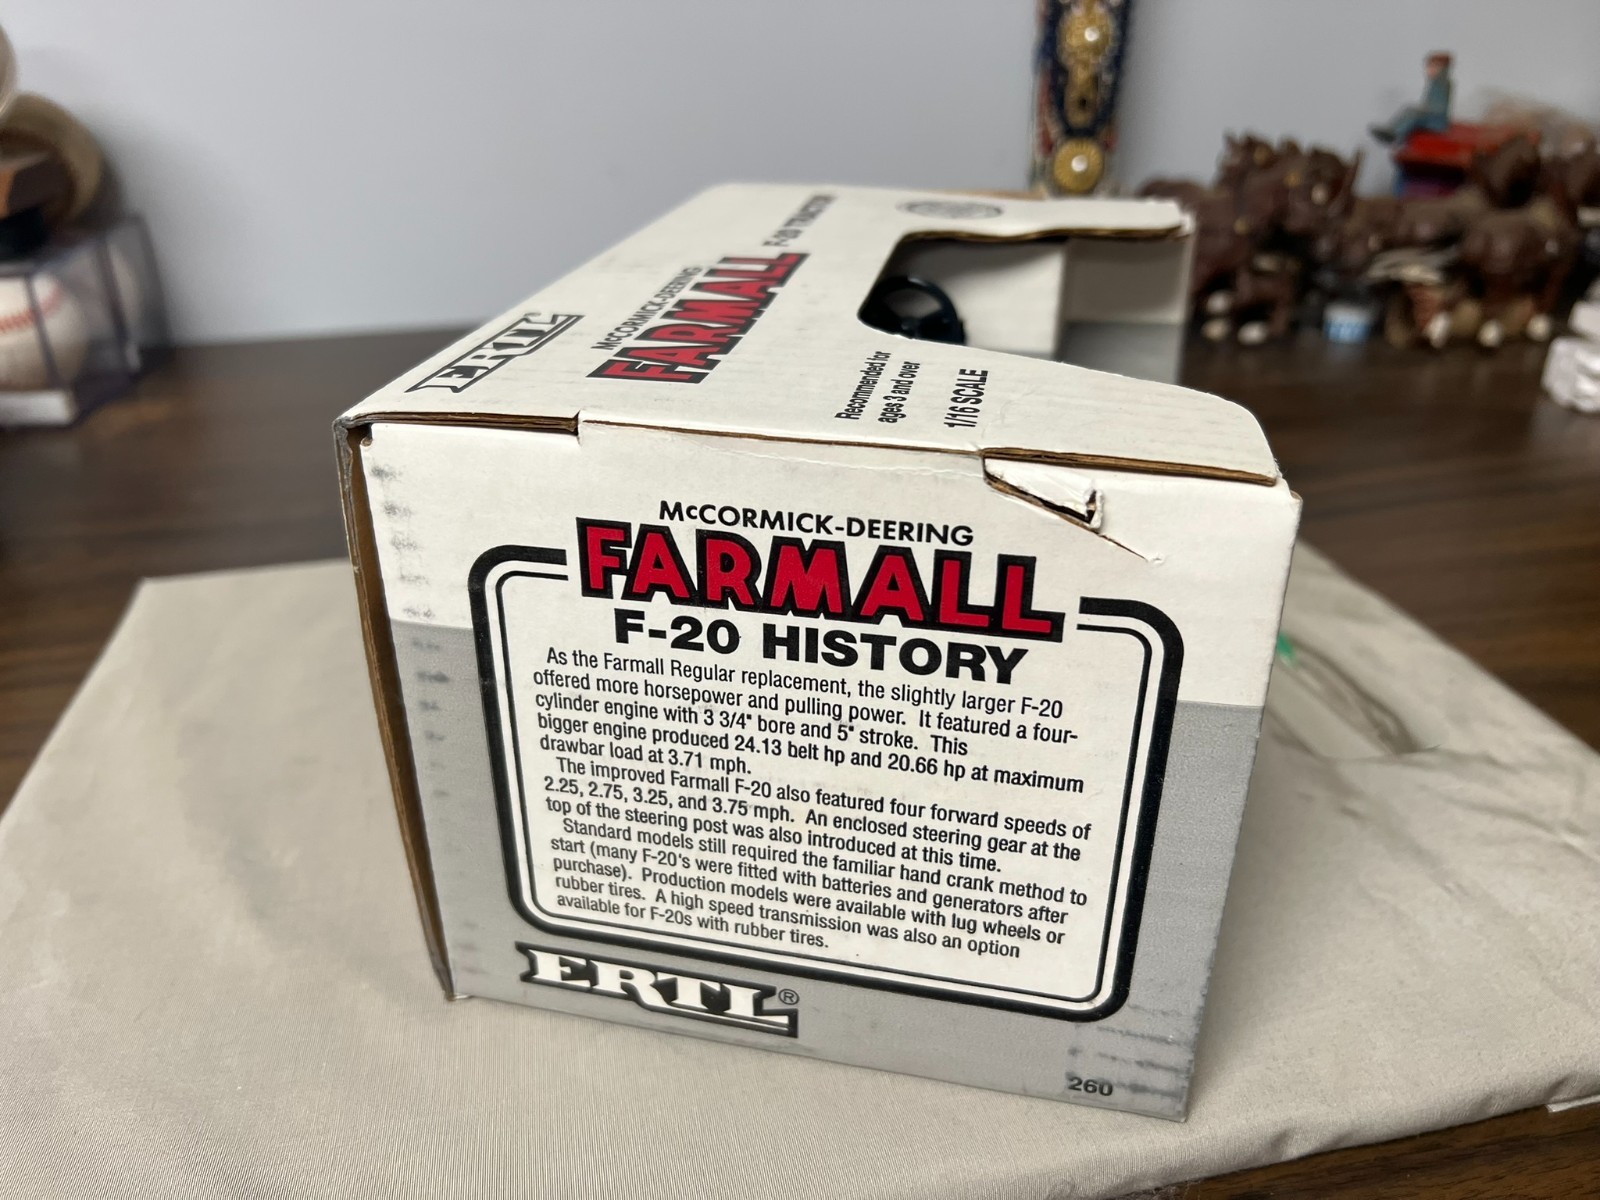 ERTL
McCORMICK-DEERING
FARMALL
F-20 TRACTOR
Recommended for
ages 3 and over
1/16 SCALE
McCORMICK-DEERING
FARMALL
F-20 HISTORY
As the Farmall Regular replacement, the slightly larger F-20
offered more horsepower and pulling power. It featured a four-
cylinder engine with 3 3/4" bore and 5" stroke. This
bigger engine produced 24.13 belt hp and 20.66 hp at maximum
drawbar load at 3.71 mph.
The improved Farmall F-20 also featured four forward speeds of
2.25, 2.75, 3.25, and 3.75 mph. An enclosed steering gear at the
top of the steering post was also introduced at this time.
Standard models still required the familiar hand crank method to
start (many F-20's were fitted with batteries and generators after
purchase). Production models were available with lug wheels or
rubber tires. A high speed transmission was also an option
available for F-20s with rubber tires.
ERTL®
260